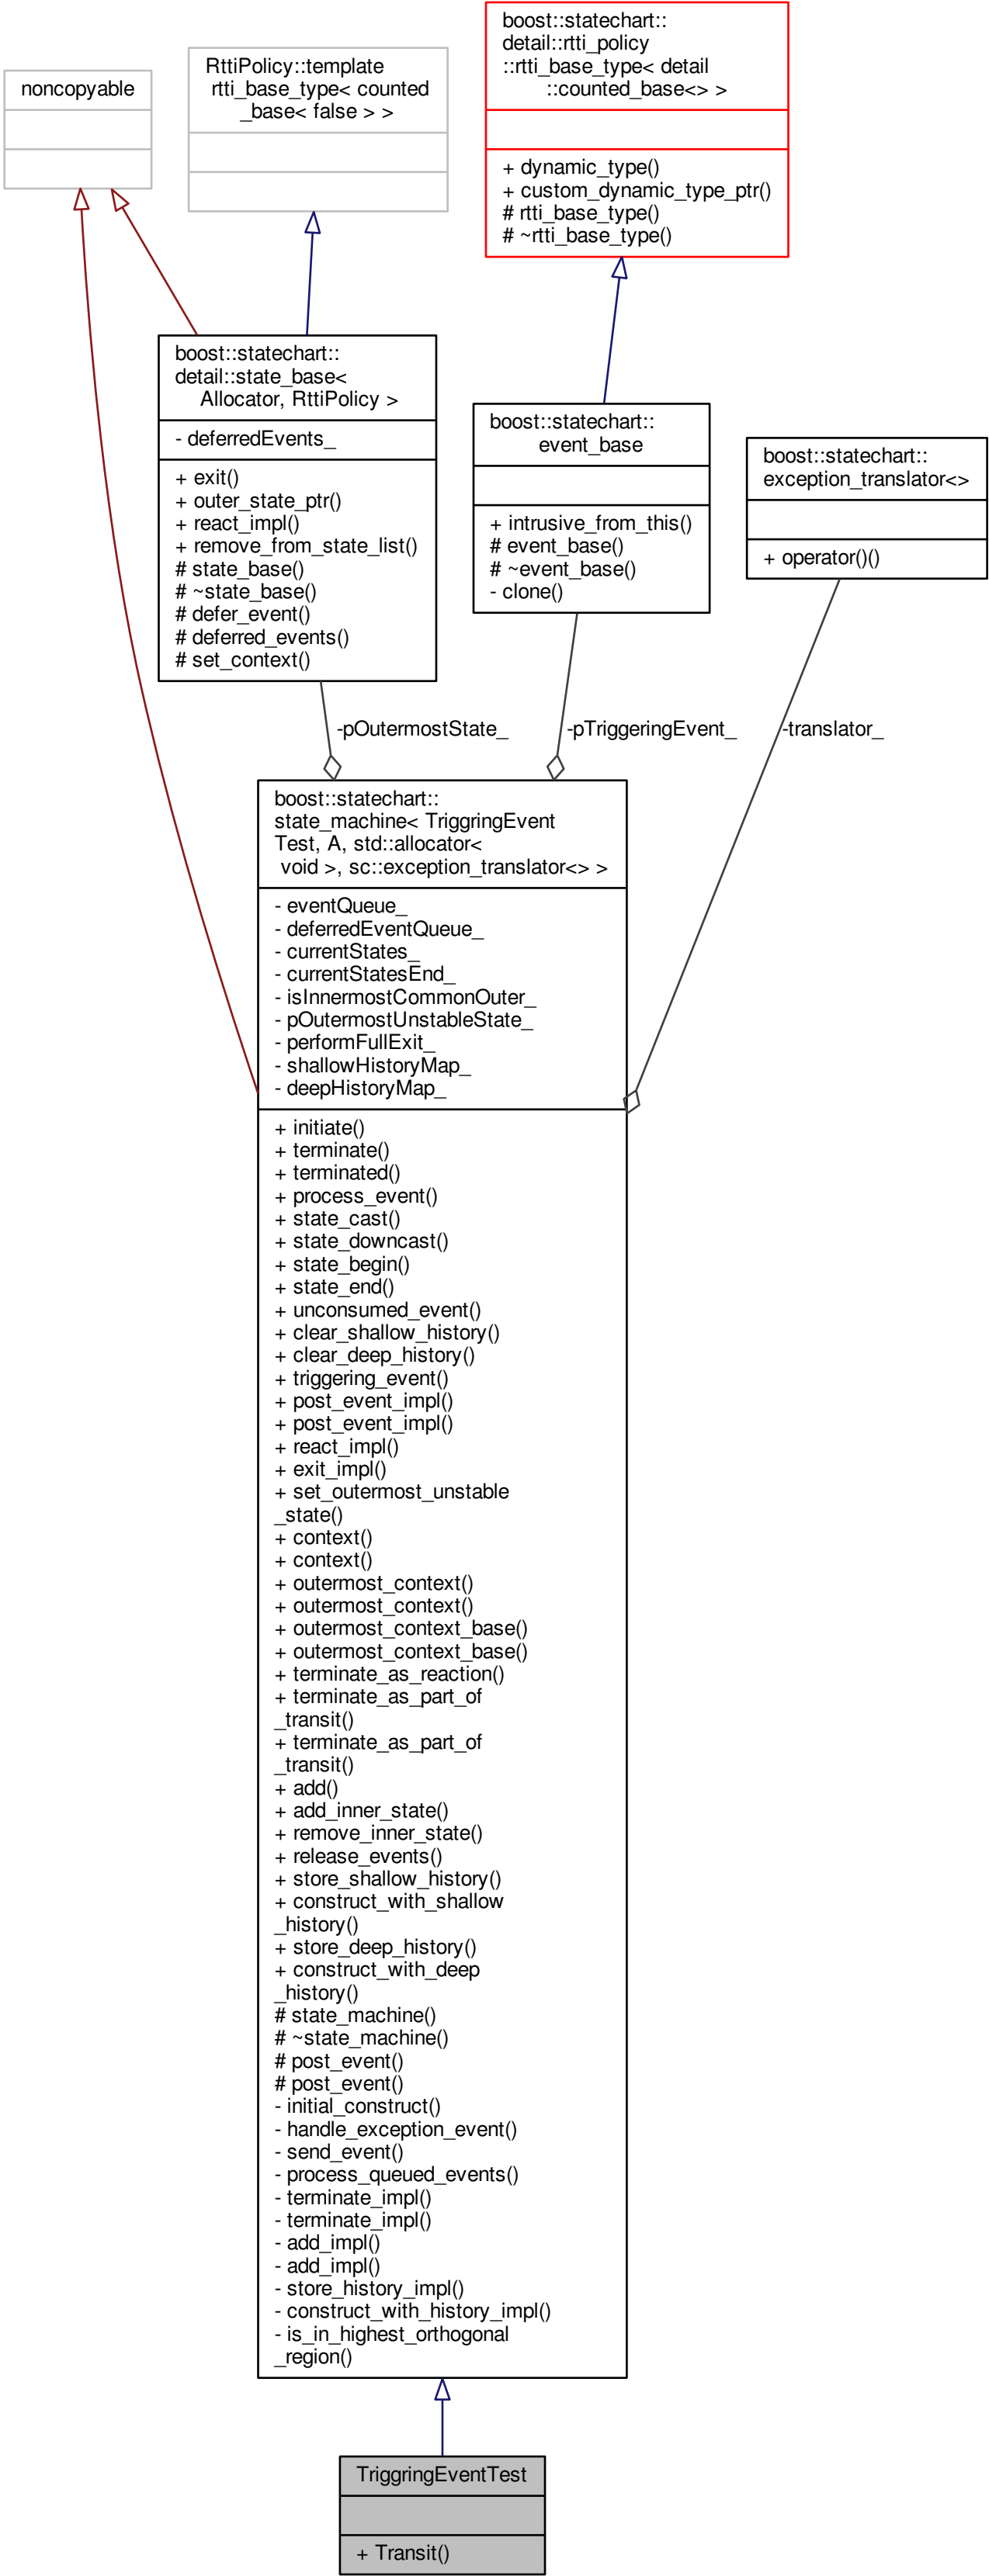 noncopyable
RttiPolicy::template
rtti_base_type< counted
_base< false > >
boost::statechart::
detail::rtti_policy
::rtti_base_type< detail
::counted_base<> >
+ dynamic_type()
+ custom_dynamic_type_ptr()
# rtti_base_type()
# ~rtti_base_type()
boost::statechart::
detail::state_base<
Allocator, RttiPolicy >
- deferredEvents_
+ exit()
+ outer_state_ptr()
+ react_impl()
+ remove_from_state_list()
# state_base()
# ~state_base()
# defer_event()
# deferred_events()
# set_context()
boost::statechart::
event_base
+ intrusive_from_this()
# event_base()
# ~event_base()
- clone()
boost::statechart::
exception_translator<>
+ operator()()
-pOutermostState_
-pTriggeringEvent_
-translator_
boost::statechart::
state_machine< TriggringEvent
Test, A, std::allocator<
void >, sc::exception_translator<> >
- eventQueue_
- deferredEventQueue_
- currentStates_
- currentStatesEnd_
- isInnermostCommonOuter_
- pOutermostUnstableState_
- performFullExit_
- shallowHistoryMap_
- deepHistoryMap_
+ initiate()
+ terminate()
+ terminated()
+ process_event()
+ state_cast()
+ state_downcast()
+ state_begin()
+ state_end()
+ unconsumed_event()
+ clear_shallow_history()
+ clear_deep_history()
+ triggering_event()
+ post_event_impl()
+ post_event_impl()
+ react_impl()
+ exit_impl()
+ set_outermost_unstable
_state()
+ context()
+ context()
+ outermost_context()
+ outermost_context()
+ outermost_context_base()
+ outermost_context_base()
+ terminate_as_reaction()
+ terminate_as_part_of
_transit()
+ terminate_as_part_of
_transit()
+ add()
+ add_inner_state()
+ remove_inner_state()
+ release_events()
+ store_shallow_history()
+ construct_with_shallow
_history()
+ store_deep_history()
+ construct_with_deep
_history()
# state_machine()
# ~state_machine()
# post_event()
# post_event()
- initial_construct()
- handle_exception_event()
- send_event()
- process_queued_events()
- terminate_impl()
- terminate_impl()
- add_impl()
- add_impl()
- store_history_impl()
- construct_with_history_impl()
- is_in_highest_orthogonal
_region()
TriggringEventTest
+ Transit()